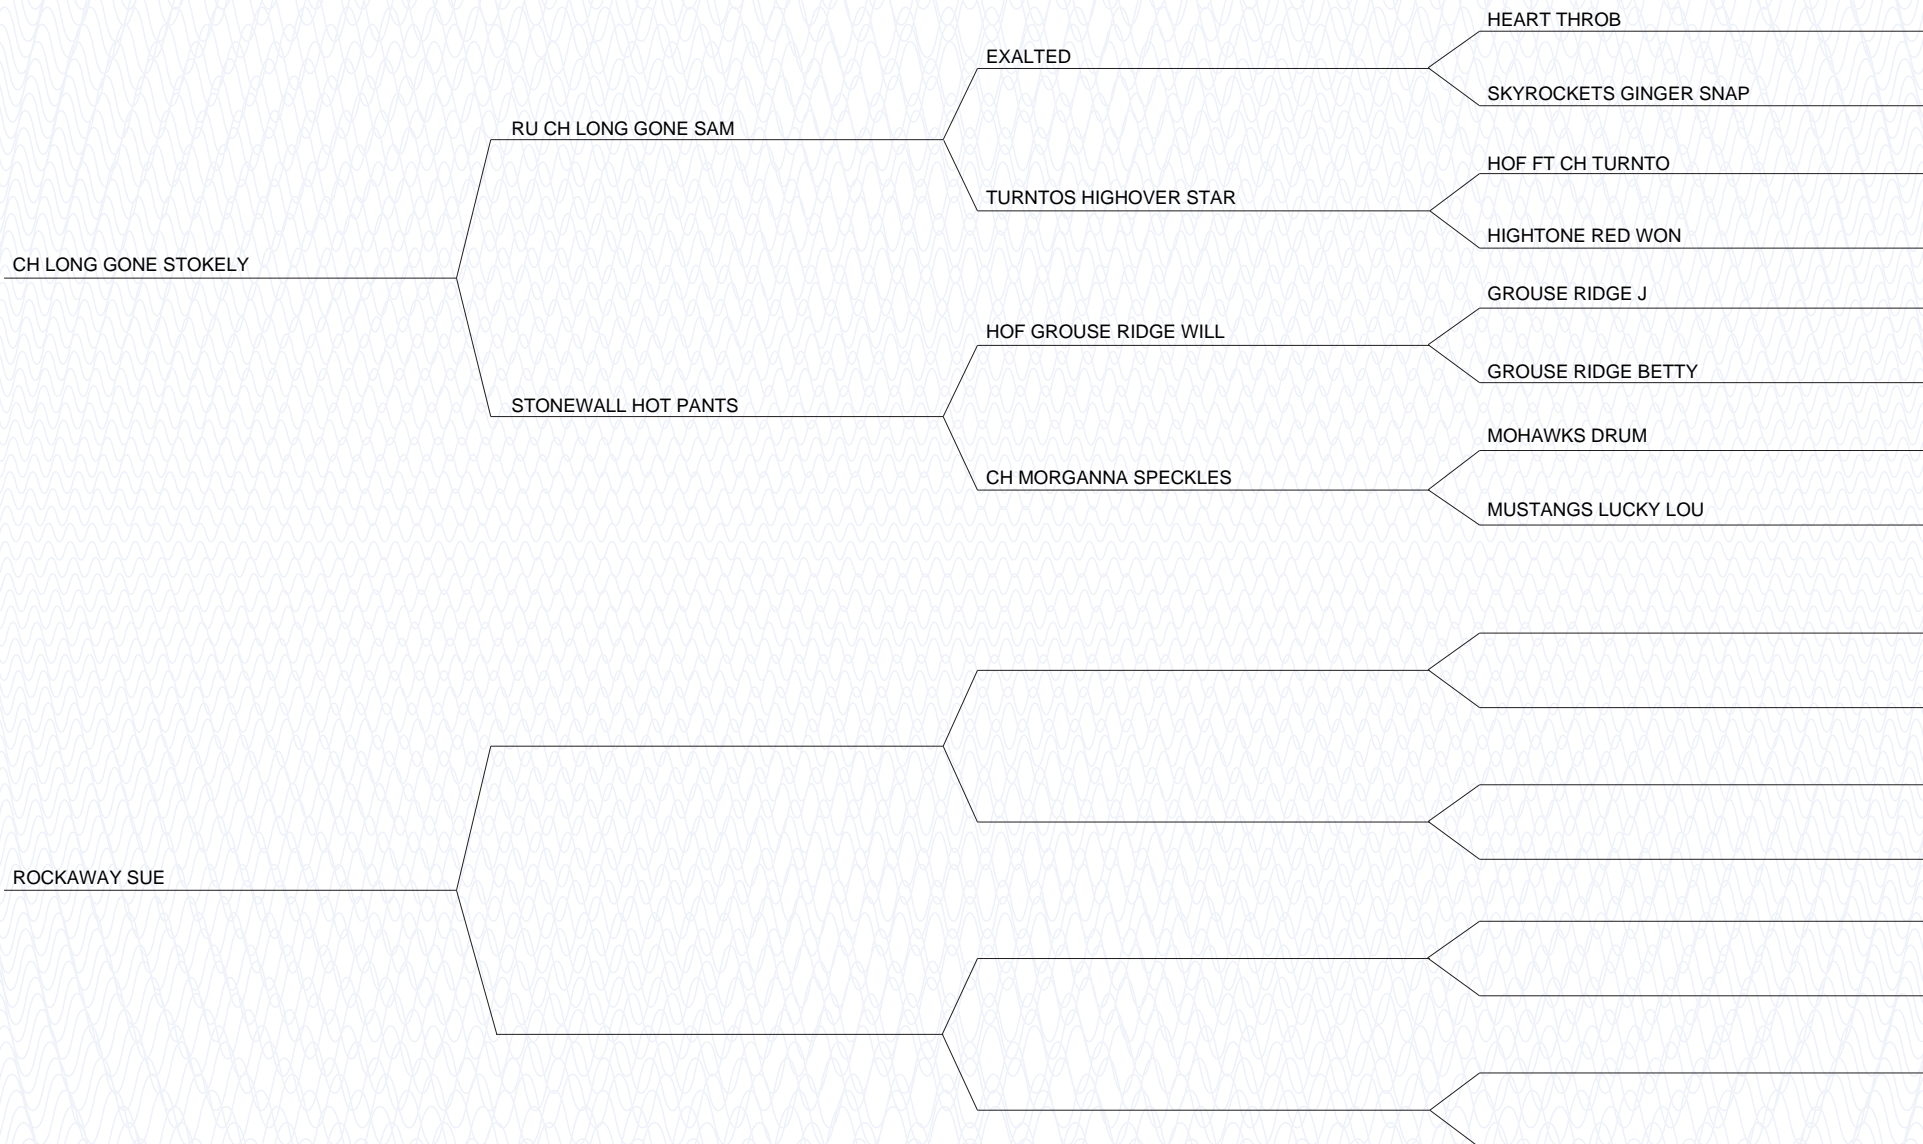 HEART THROB
EXALTED
SKYROCKETS GINGER SNAP
RU CH LONG GONE SAM
HOF FT CH TURNTO
TURNTOS HIGHOVER STAR
HIGHTONE RED WON
CH LONG GONE STOKELY
GROUSE RIDGE J
HOF GROUSE RIDGE WILL
GROUSE RIDGE BETTY
STONEWALL HOT PANTS
MOHAWKS DRUM
CH MORGANNA SPECKLES
MUSTANGS LUCKY LOU
ROCKAWAY SUE